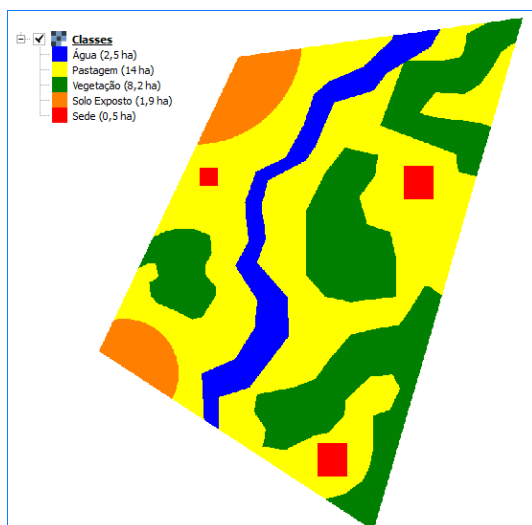 Classes
Água (2,5 ha)
Pastagem (14 ha)
Vegetação (8,2 ha)
Solo Exposto (1,9 ha)
Sede (0,5 ha)